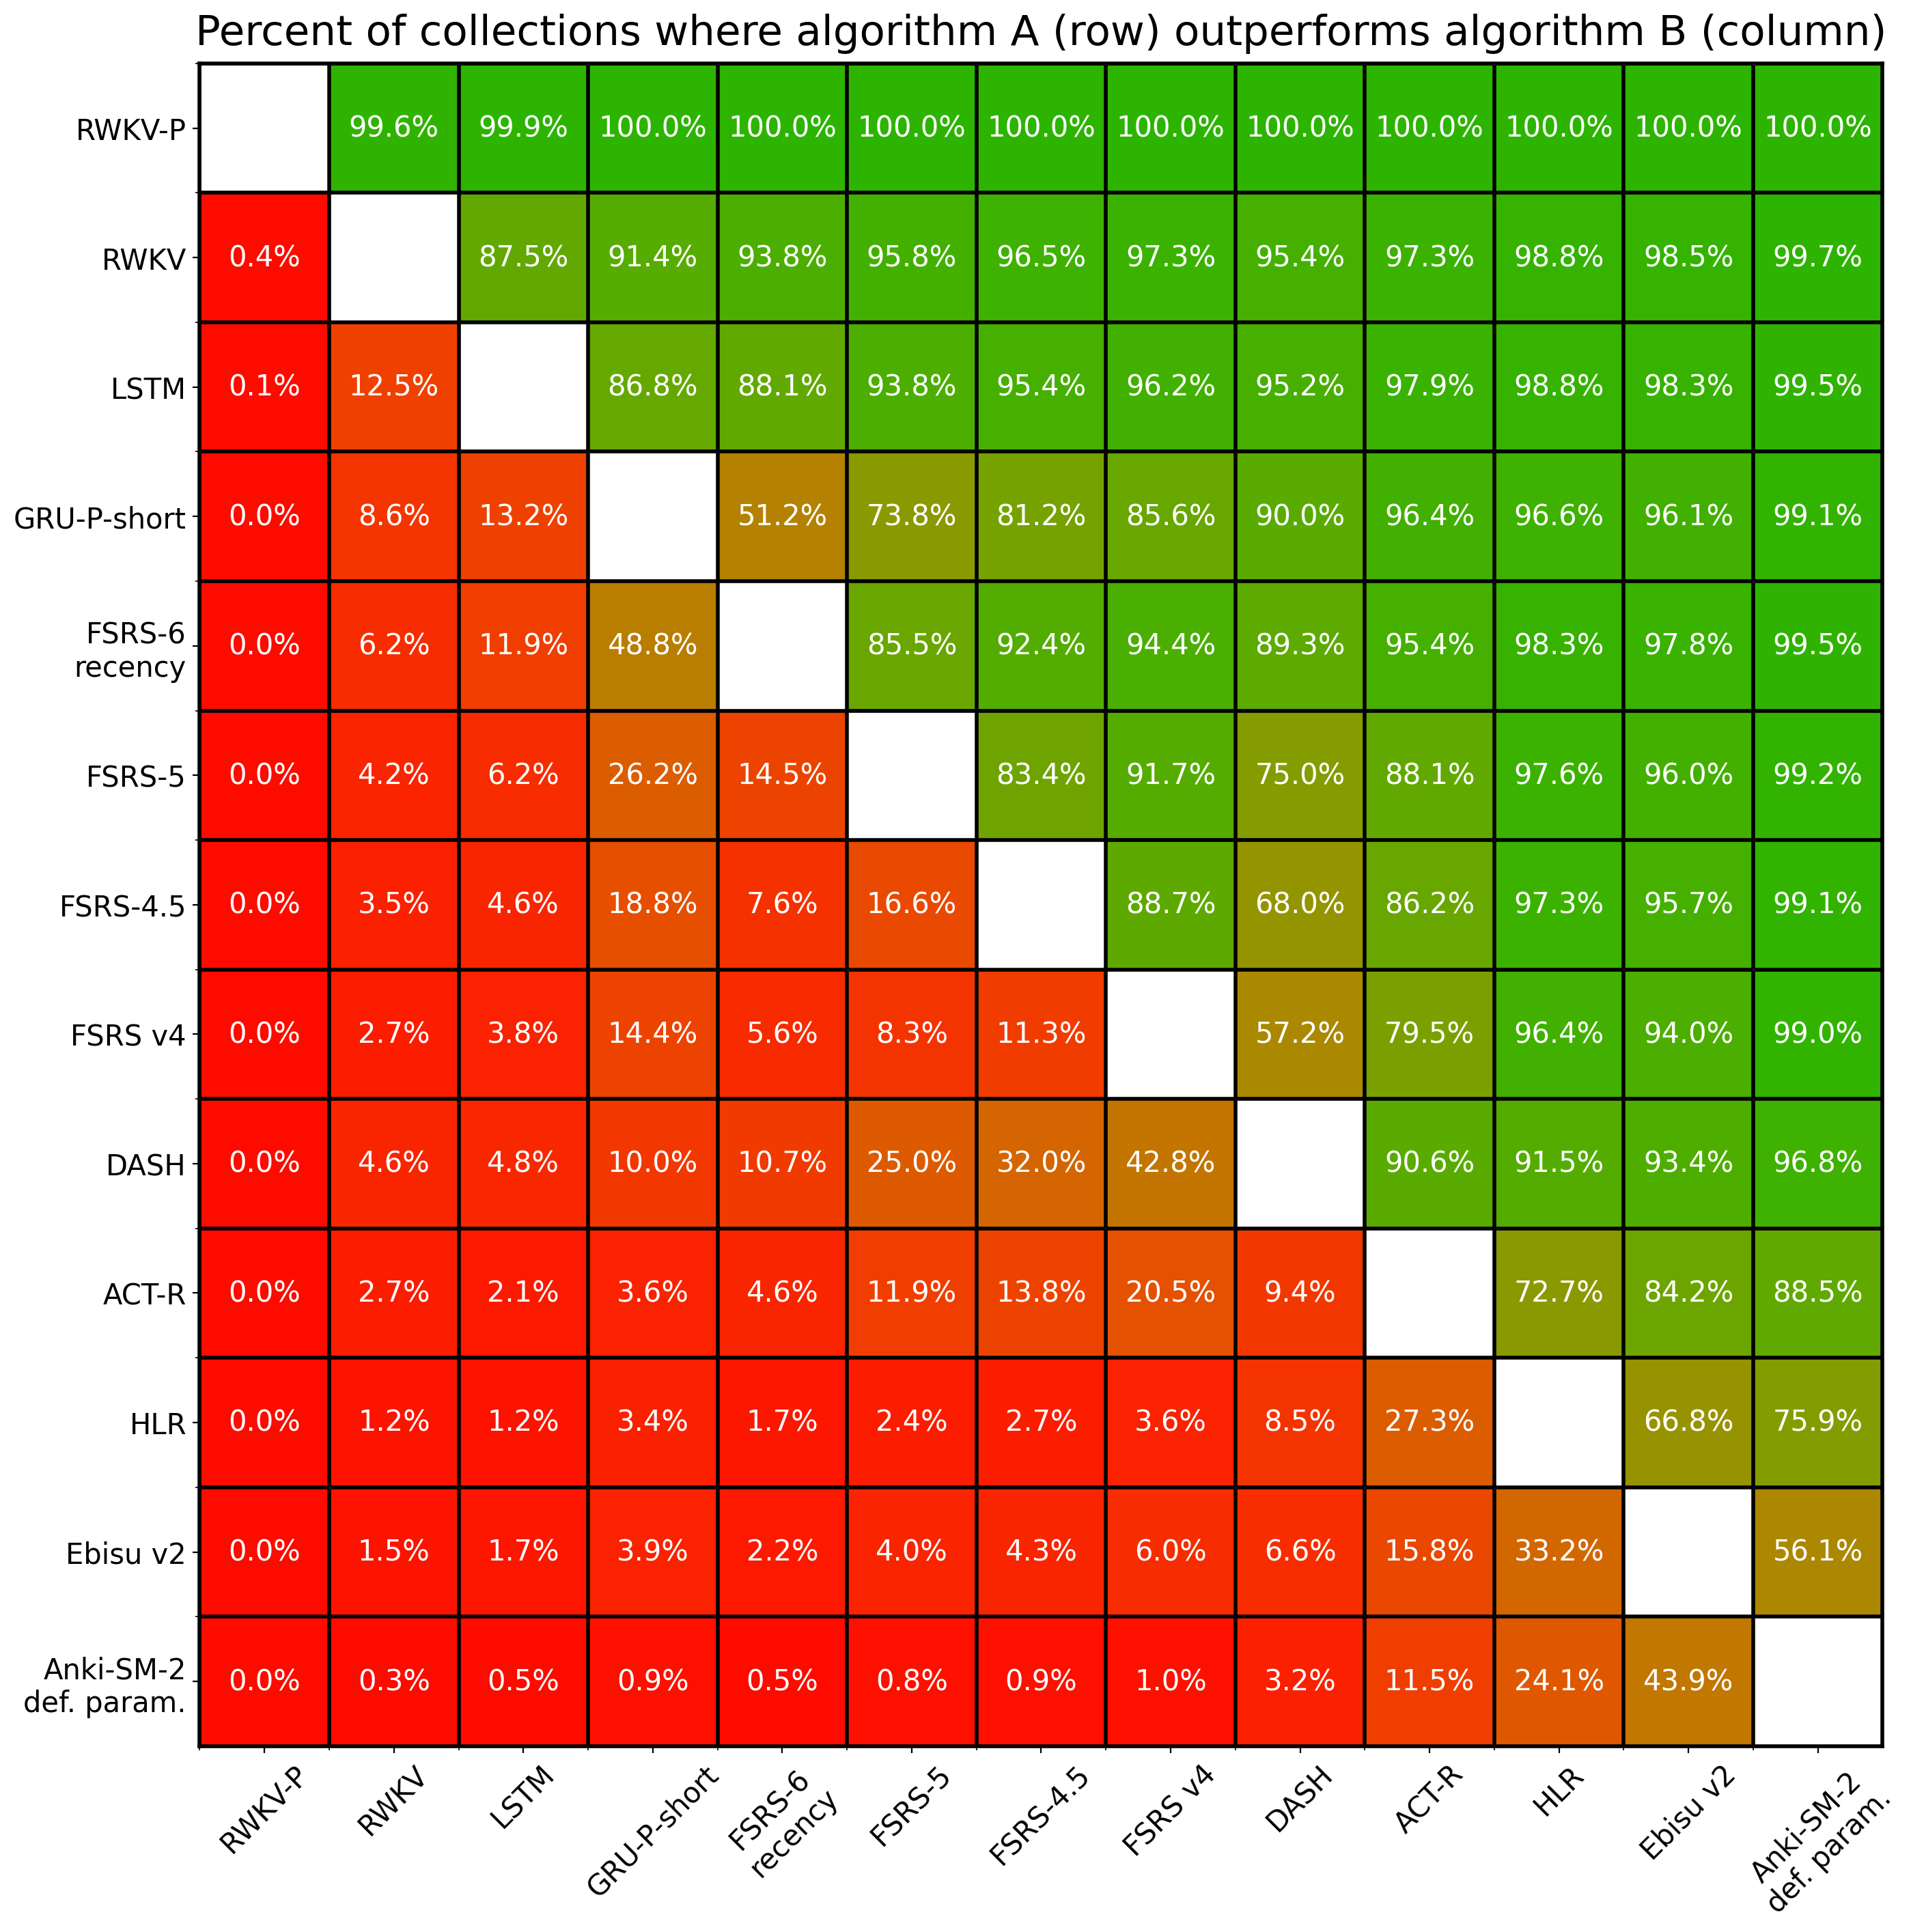 Percent of collections where algorithm A (row) outperforms algorithm B (column)
RWKV-P 99.6% 99.9% 100.0% 100.0% 100.0% 100.0% 100.0% 100.0% 100.0% 100.0% 100.0% 100.0%
RWKV 0.4% 87.5% 91.4% 93.8% 95.8% 96.5% 97.3% 95.4% 97.3% 98.8% 98.5% 99.7%
LSTM 0.1% 12.5% 86.8% 88.1% 93.8% 95.4% 96.2% 95.2% 97.9% 98.8% 98.3% 99.5%
GRU-P-short 0.0% 8.6% 13.2% 51.2% 73.8% 81.2% 85.6% 90.0% 96.4% 96.6% 96.1% 99.1%
FSRS-6
recency 0.0% 6.2% 11.9% 48.8% 85.5% 92.4% 94.4% 89.3% 95.4% 98.3% 97.8% 99.5%
FSRS-5 0.0% 4.2% 6.2% 26.2% 14.5% 83.4% 91.7% 75.0% 88.1% 97.6% 96.0% 99.2%
FSRS-4.5 0.0% 3.5% 4.6% 18.8% 7.6% 16.6% 88.7% 68.0% 86.2% 97.3% 95.7% 99.1%
FSRS v4 0.0% 2.7% 3.8% 14.4% 5.6% 8.3% 11.3% 57.2% 79.5% 96.4% 94.0% 99.0%
DASH 0.0% 4.6% 4.8% 10.0% 10.7% 25.0% 32.0% 42.8% 90.6% 91.5% 93.4% 96.8%
ACT-R 0.0% 2.7% 2.1% 3.6% 4.6% 11.9% 13.8% 20.5% 9.4% 72.7% 84.2% 88.5%
HLR 0.0% 1.2% 1.2% 3.4% 1.7% 2.4% 2.7% 3.6% 8.5% 27.3% 66.8% 75.9%
Ebisu v2 0.0% 1.5% 1.7% 3.9% 2.2% 4.0% 4.3% 6.0% 6.6% 15.8% 33.2% 56.1%
Anki-SM-2
def. param. 0.0% 0.3% 0.5% 0.9% 0.5% 0.8% 0.9% 1.0% 3.2% 11.5% 24.1% 43.9%
RWKV-P
RWKV
LSTM
GRU-P-short
FSRS-6
recency
FSRS-5
FSRS-4.5
FSRS v4
DASH
ACT-R
HLR
Ebisu v2
Anki-SM-2
def. param.